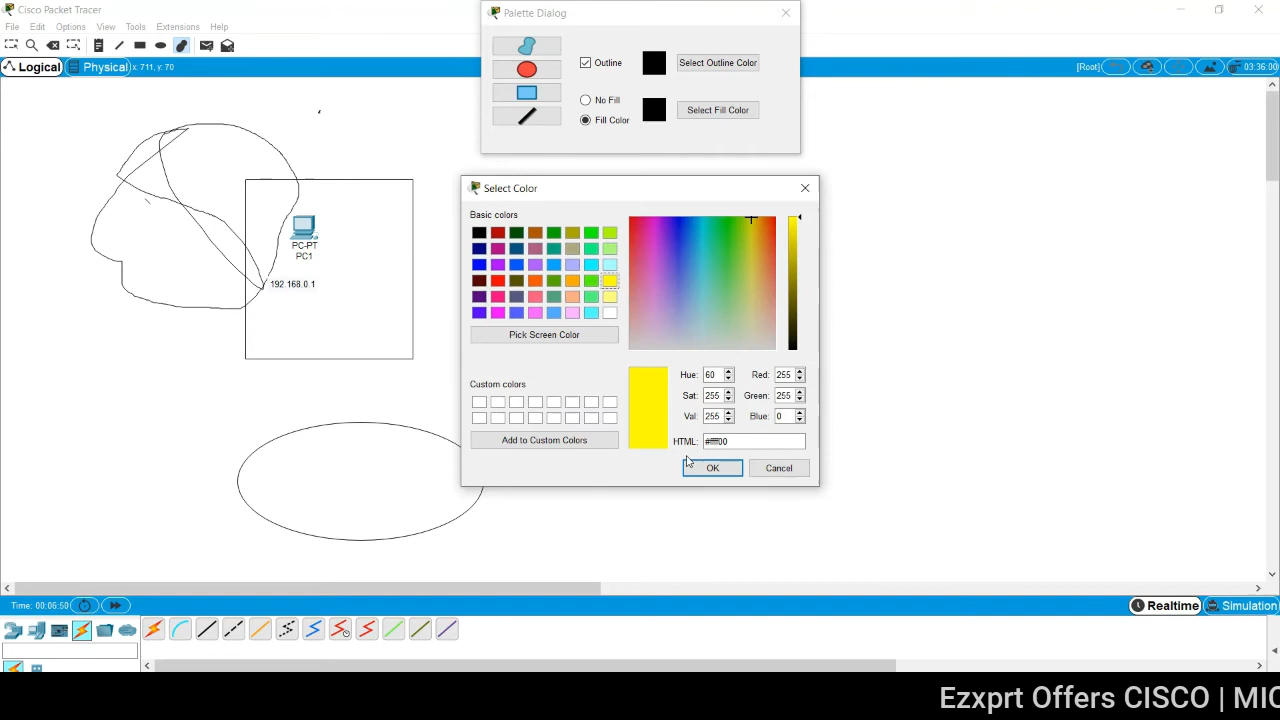 Cisco Packet Tracer
Palette Dialog
File Edit Options View Tools Extensions Help
Logical Physical x: 711, y: 70
[Root] 03:36:00
Outline
Select Outline Color
No Fill
Fill Color
Select Fill Color
Select Color
Basic colors
Pick Screen Color
Custom colors
Add to Custom Colors
Hue: 60 Red: 255
Sat: 255 Green: 255
Val: 255 Blue: 0
HTML: #ffff00
OK Cancel
PC-PT
PC1
192.168.0.1
Time: 00:06:50
Realtime Simulation
Ezxprt Offers CISCO | MIC